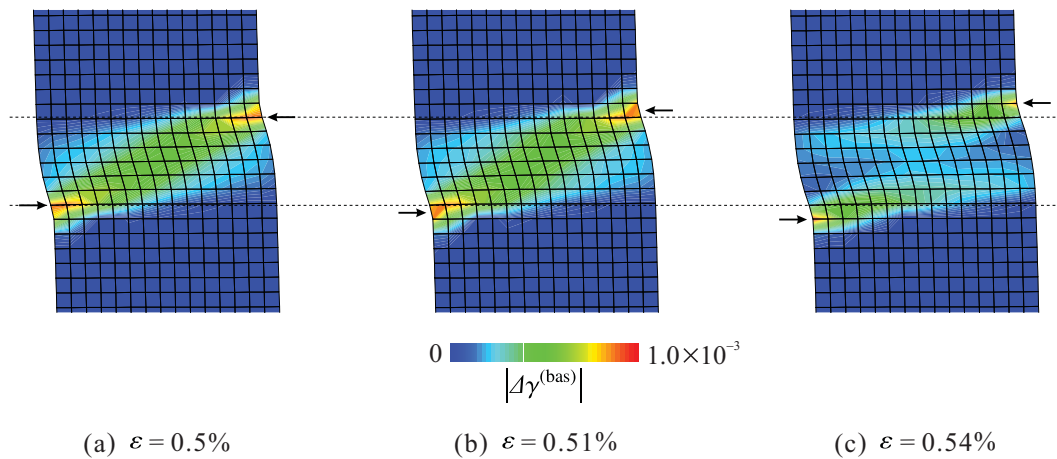 0
1.0×10⁻³
|Δγ⁽ᵇᵃˢ⁾|
(a) ε = 0.5%
(b) ε = 0.51%
(c) ε = 0.54%